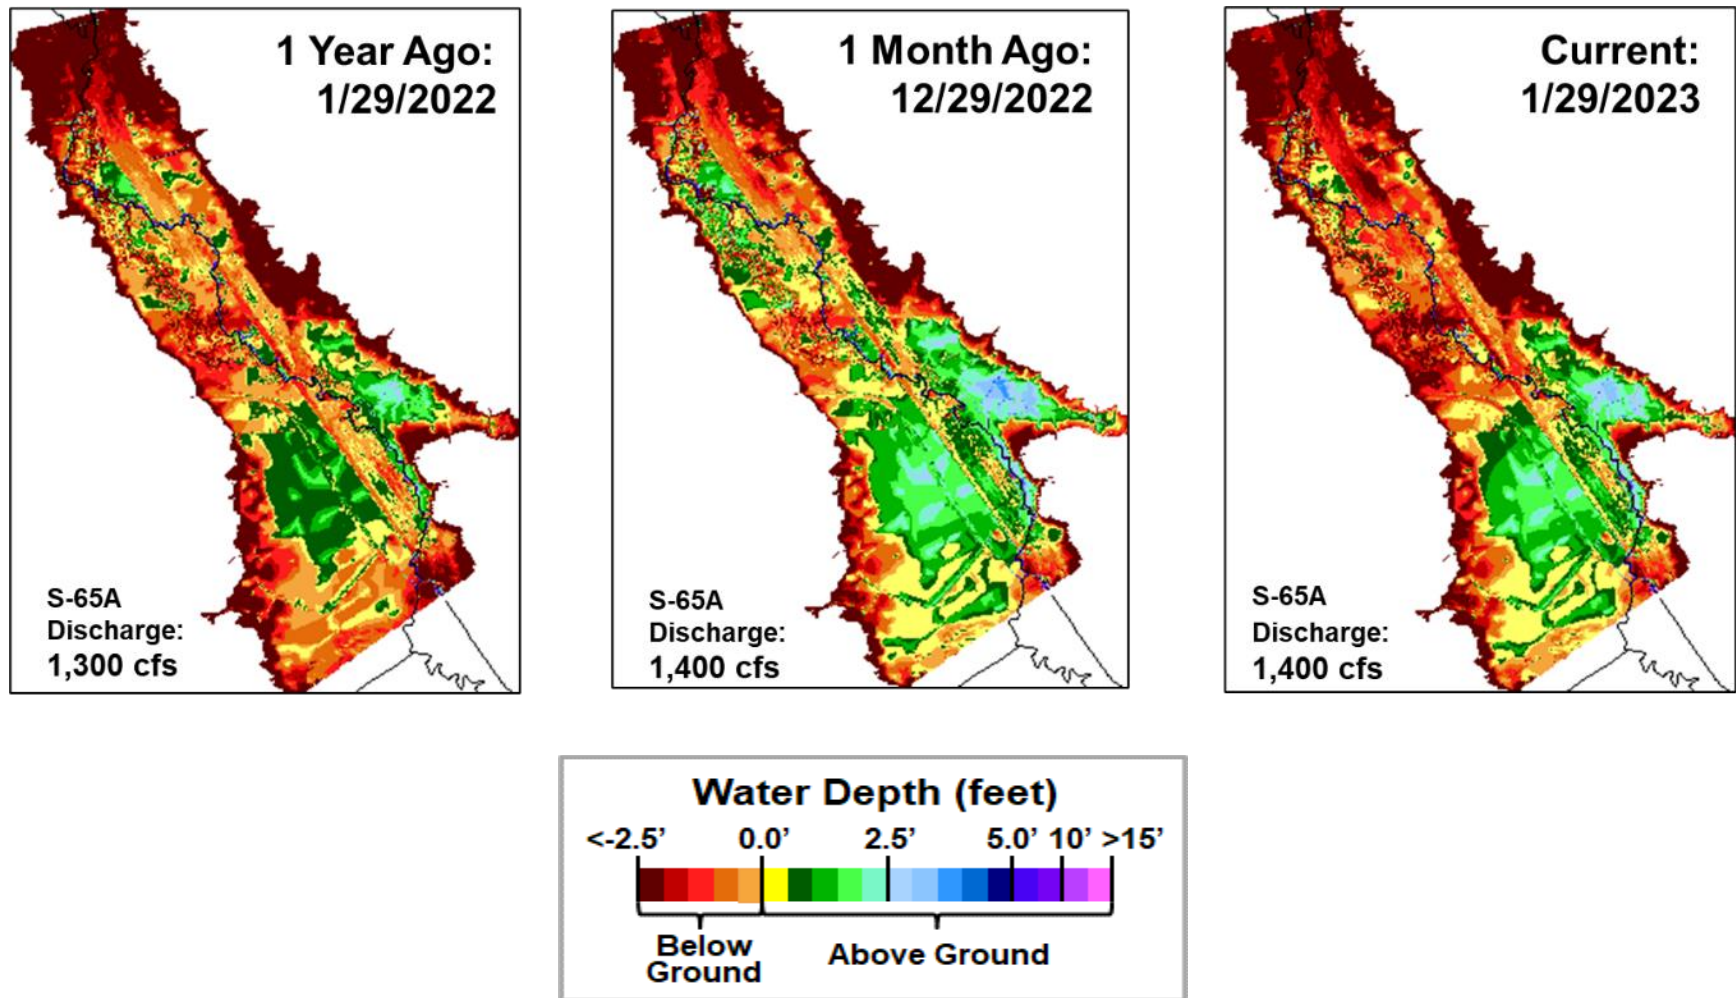 1 Year Ago:
1/29/2022
S-65A
Discharge:
1,300 cfs
1 Month Ago:
12/29/2022
S-65A
Discharge:
1,400 cfs
Current:
1/29/2023
S-65A
Discharge:
1,400 cfs
Water Depth (feet)
<-2.5’ 0.0’ 2.5’ 5.0’ 10’ >15’
Below
Ground
Above Ground